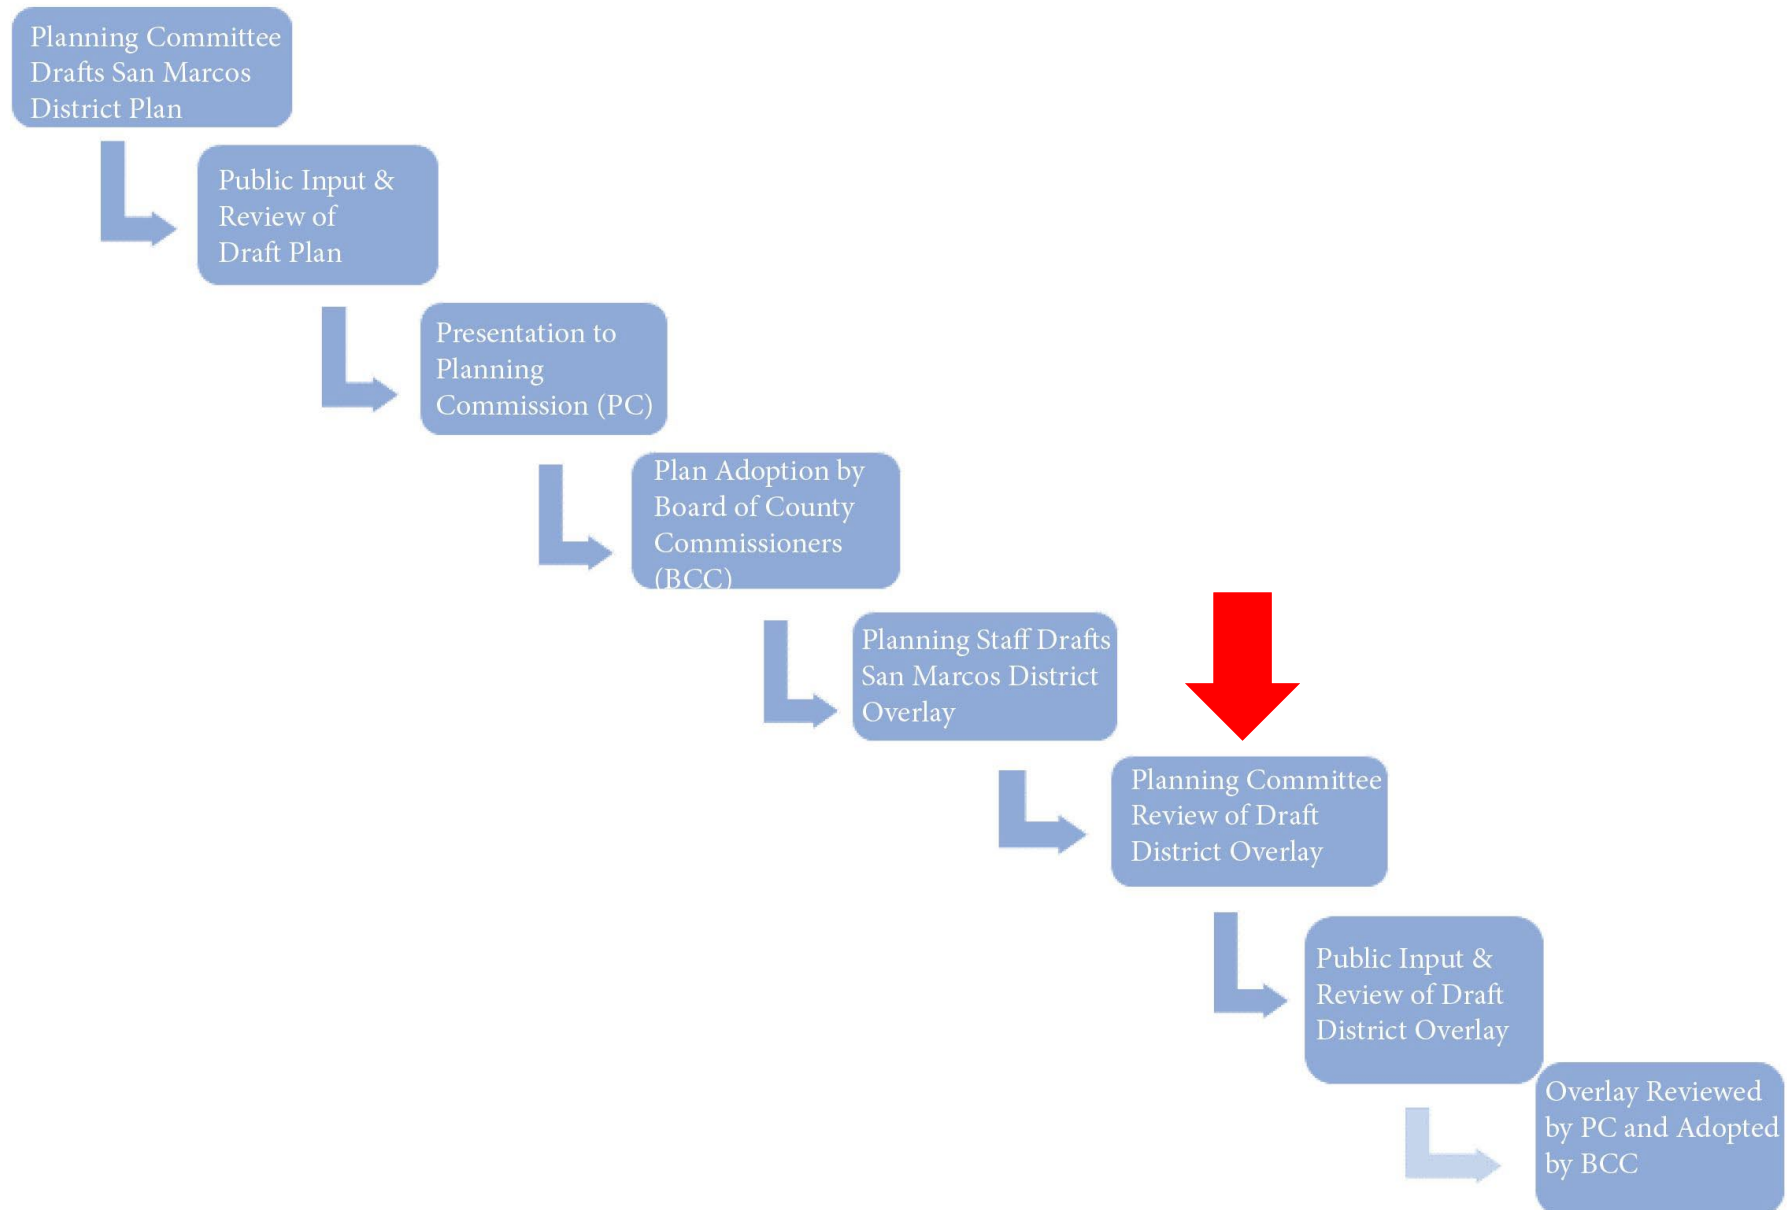 Planning Committee
Drafts San Marcos
District Plan
Public Input &
Review of
Draft Plan
Presentation to
Planning
Commission (PC)
Plan Adoption by
Board of County
Commissioners
(BCC)
Planning Staff Drafts
San Marcos District
Overlay
Planning Committee
Review of Draft
District Overlay
Public Input &
Review of Draft
District Overlay
Overlay Reviewed
by PC and Adopted
by BCC